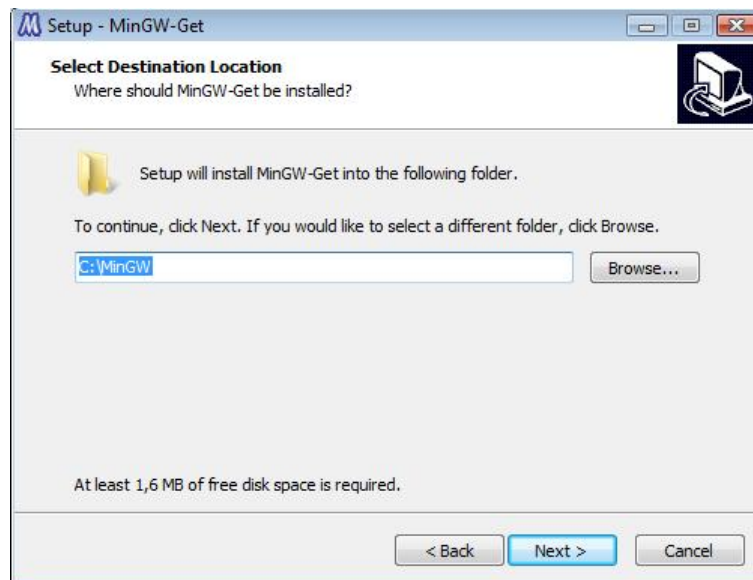 Setup - MinGW-Get
Select Destination Location
Where should MinGW-Get be installed?
Setup will install MinGW-Get into the following folder.
To continue, click Next. If you would like to select a different folder, click Browse.
C:\MinGW
Browse...
At least 1,6 MB of free disk space is required.
< Back
Next >
Cancel